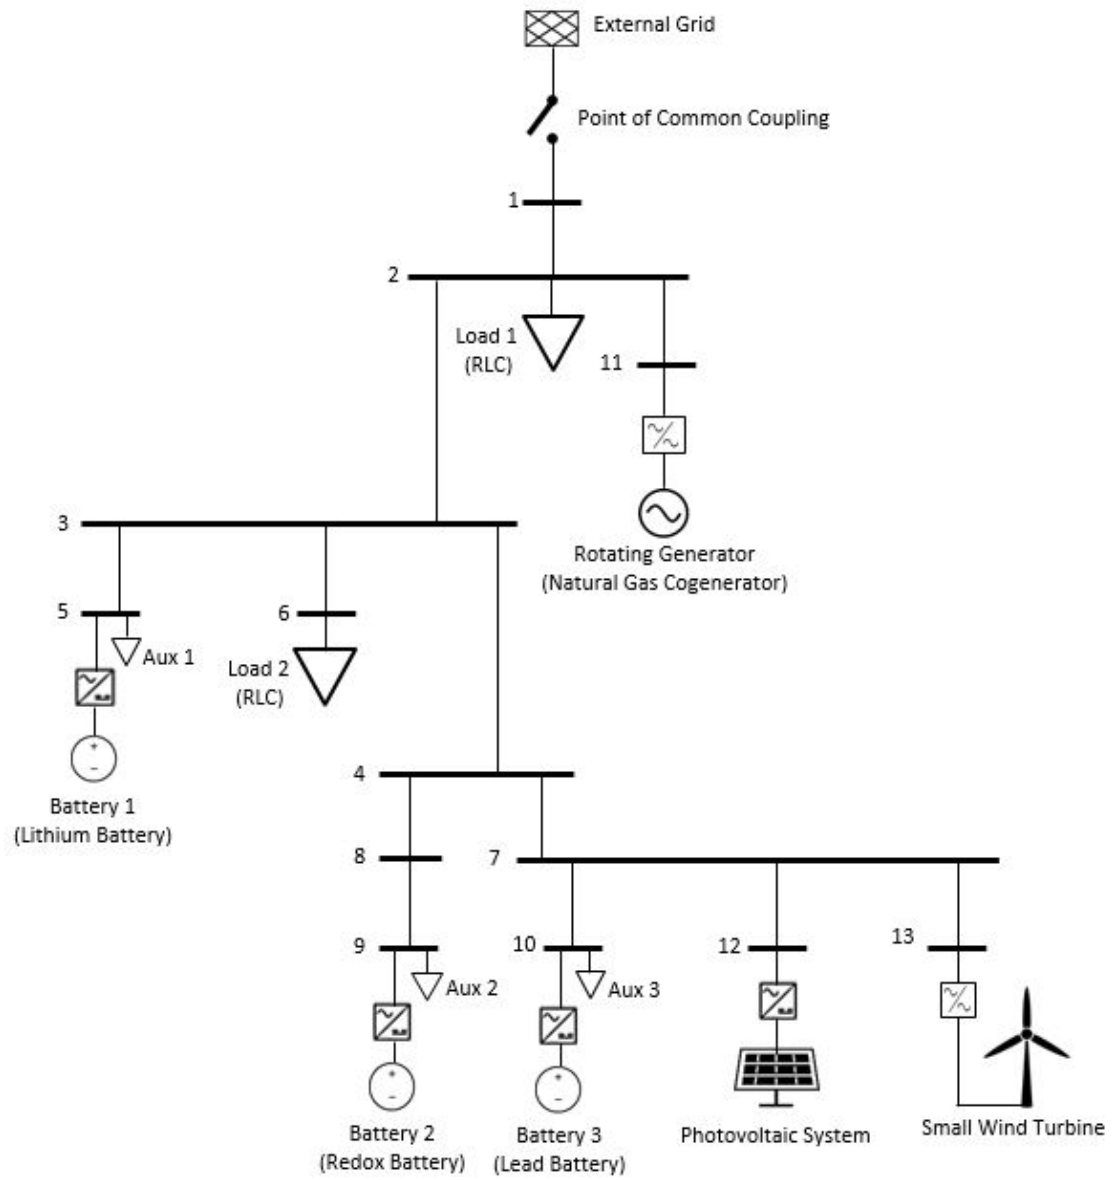 External Grid
Point of Common Coupling
1
2
Load 1
(RLC)
11
Rotating Generator
(Natural Gas Cogenerator)
3
5
Aux 1
6
Load 2
(RLC)
Battery 1
(Lithium Battery)
4
8
7
9
Aux 2
10
Aux 3
12
13
Battery 2
(Redox Battery)
Battery 3
(Lead Battery)
Photovoltaic System
Small Wind Turbine